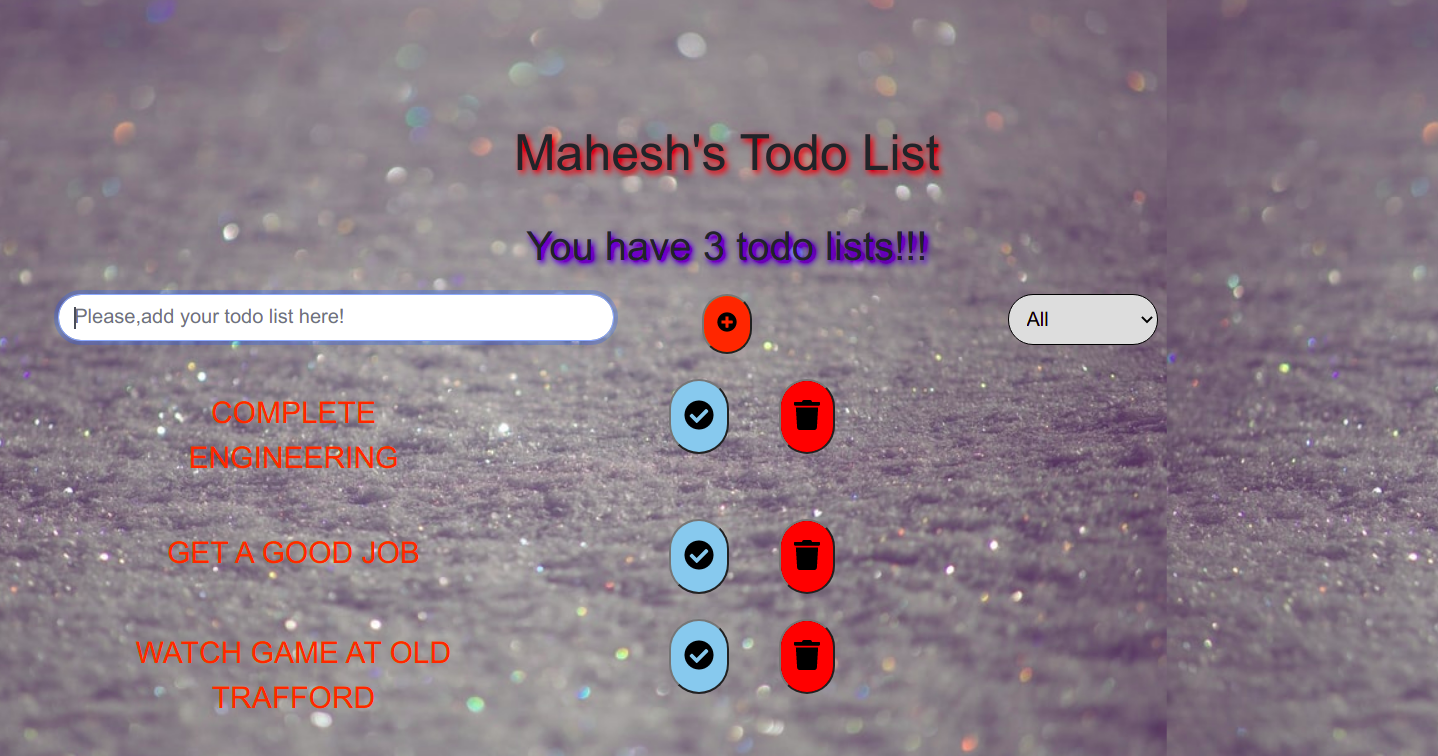 Mahesh's Todo List
You have 3 todo lists!!!
Please,add your todo list here!
All
COMPLETE
ENGINEERING
GET A GOOD JOB
WATCH GAME AT OLD
TRAFFORD